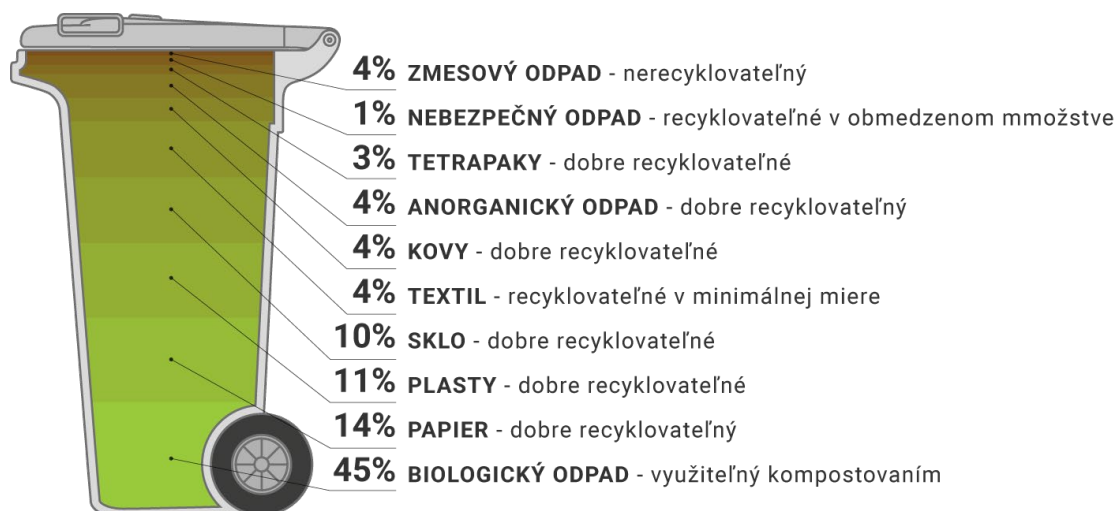 4% ZMESOVÝ ODPAD - nerecyklovateľný
1% NEBEZPEČNÝ ODPAD - recyklovateľné v obmedzenom mmožstve
3% TETRAPAKY - dobre recyklovateľné
4% ANORGANICKÝ ODPAD - dobre recyklovateľný
4% KOVY - dobre recyklovateľné
4% TEXTIL - recyklovateľné v minimálnej miere
10% SKLO - dobre recyklovateľné
11% PLASTY - dobre recyklovateľné
14% PAPIER - dobre recyklovateľný
45% BIOLOGICKÝ ODPAD - využiteľný kompostovaním